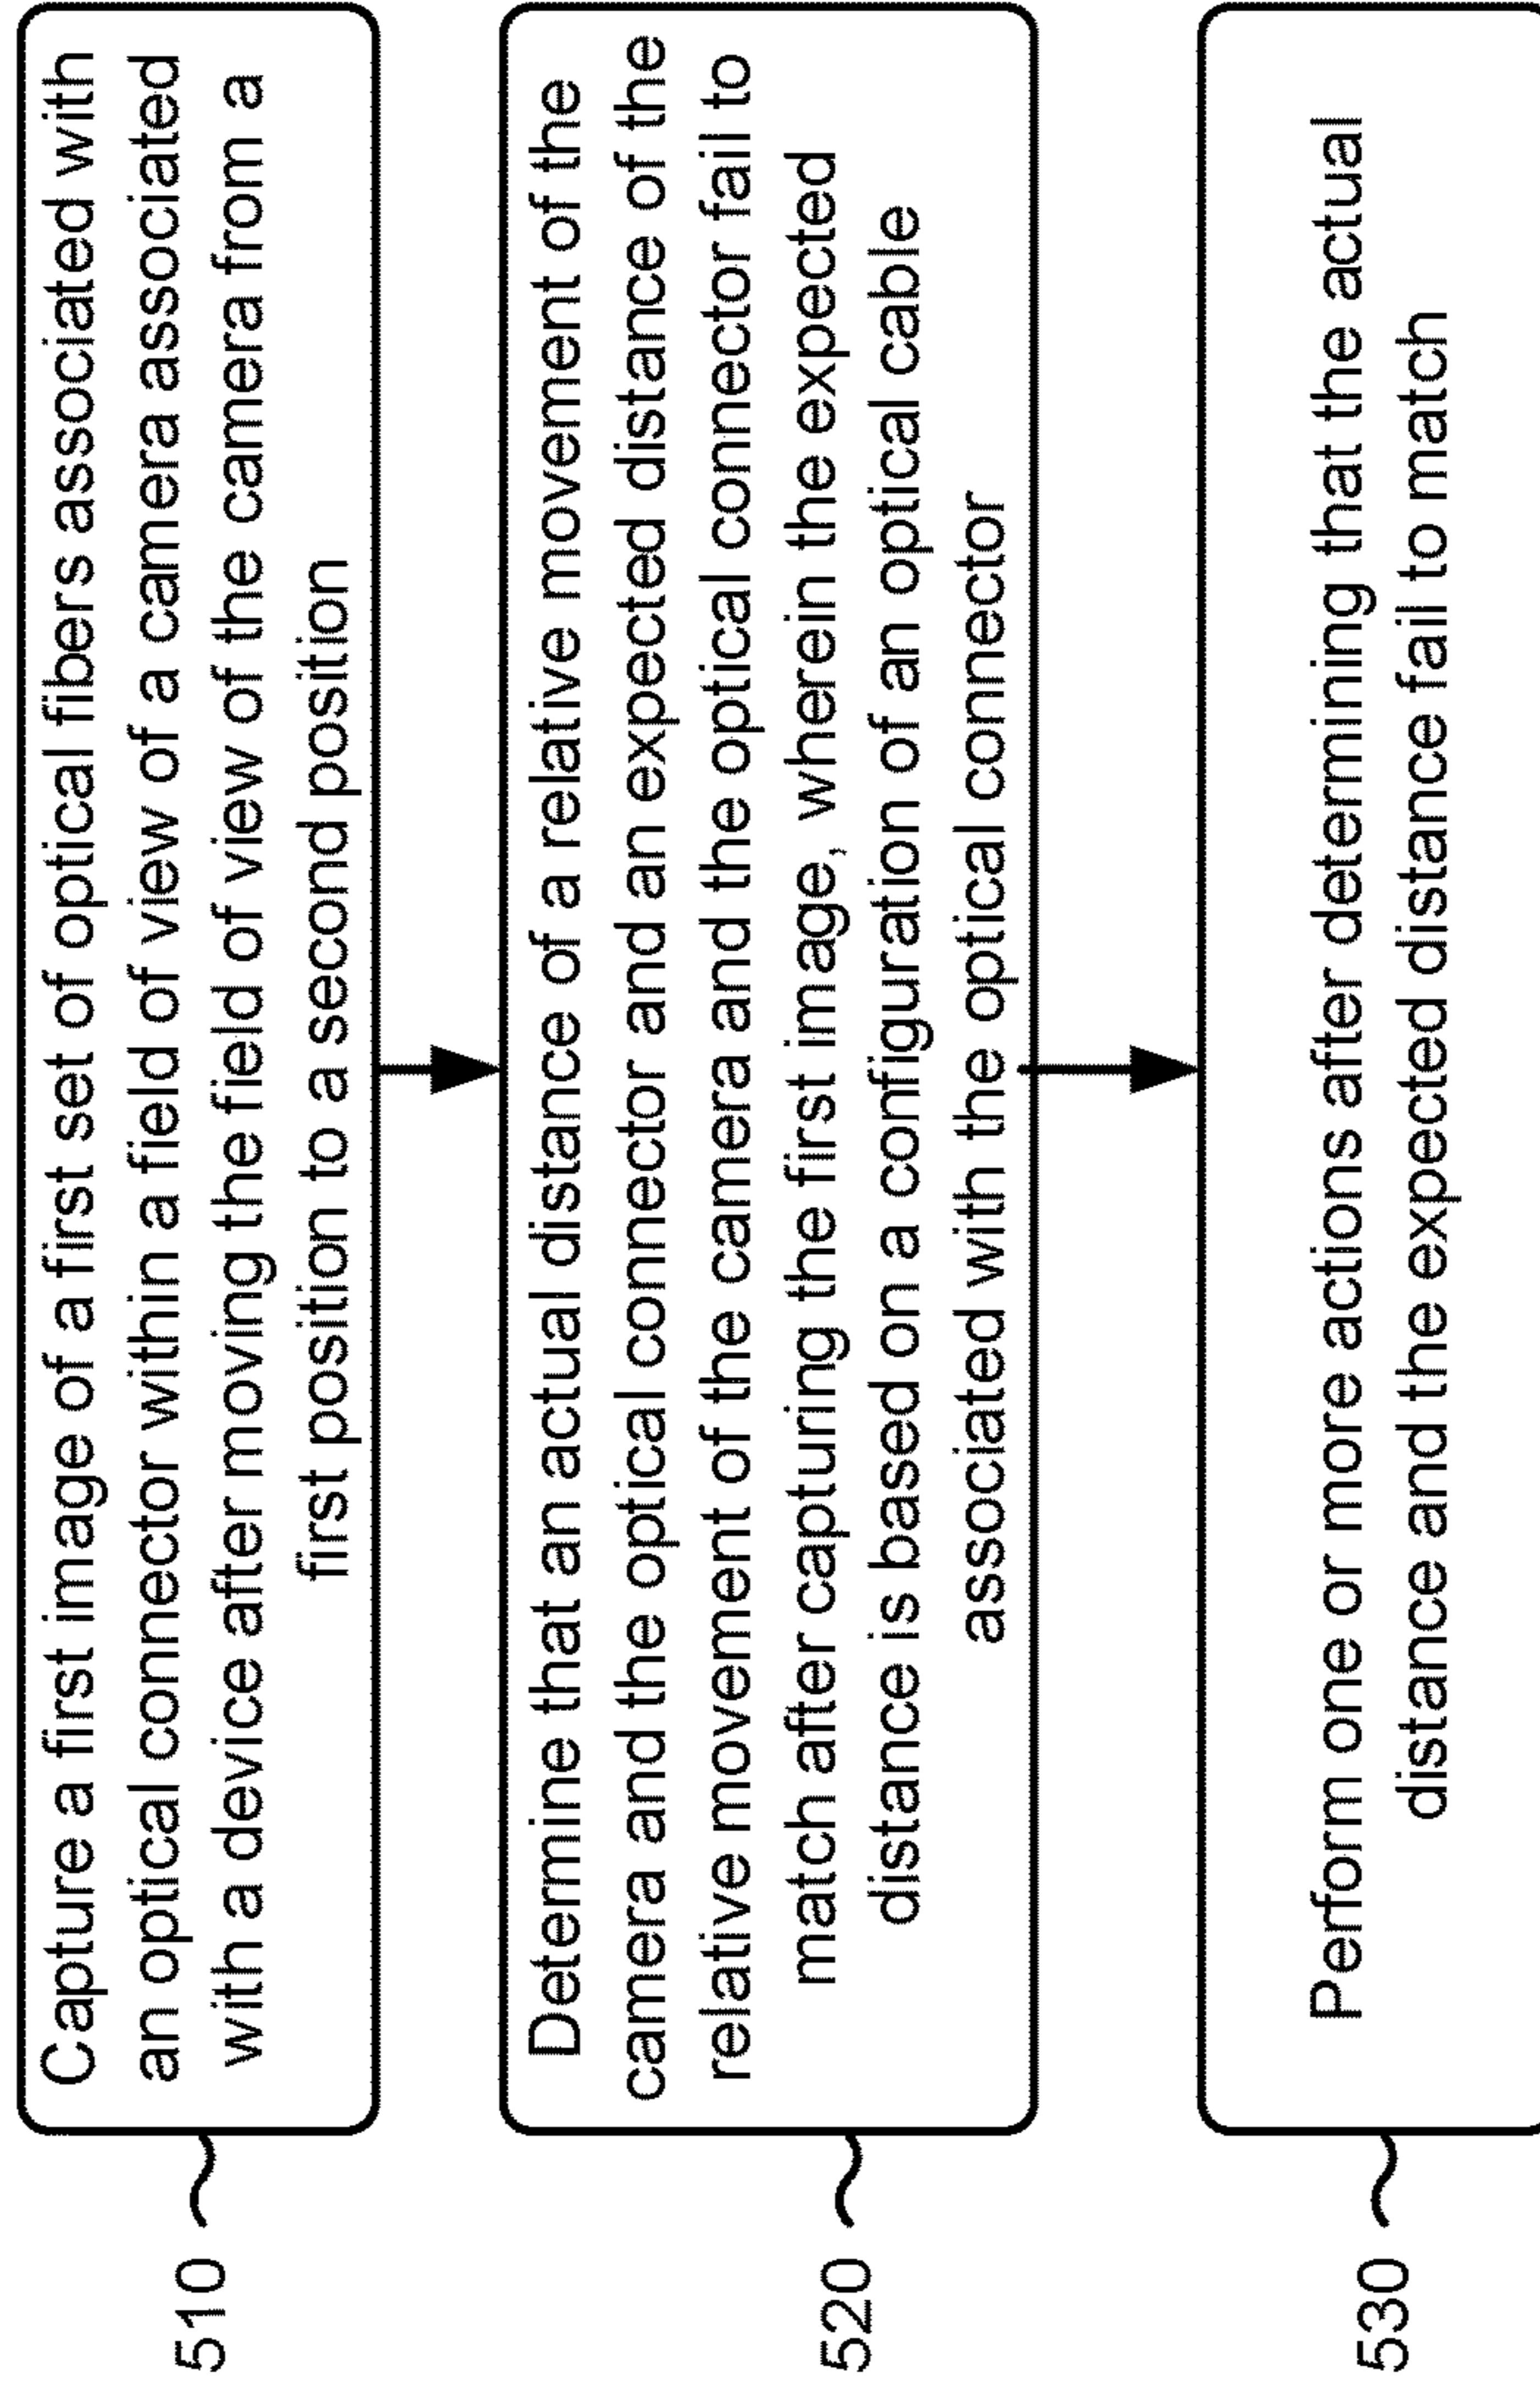 510
Capture a first image of a first set of optical fibers associated with
an optical connector within a field of view of a camera associated
with a device after moving the field of view of the camera from a
first position to a second position
520
Determine that an actual distance of a relative movement of the
camera and the optical connector and an expected distance of the
relative movement of the camera and the optical connector fail to
match after capturing the first image, wherein the expected
distance is based on a configuration of an optical cable
associated with the optical connector
530
Perform one or more actions after determining that the actual
distance and the expected distance fail to match